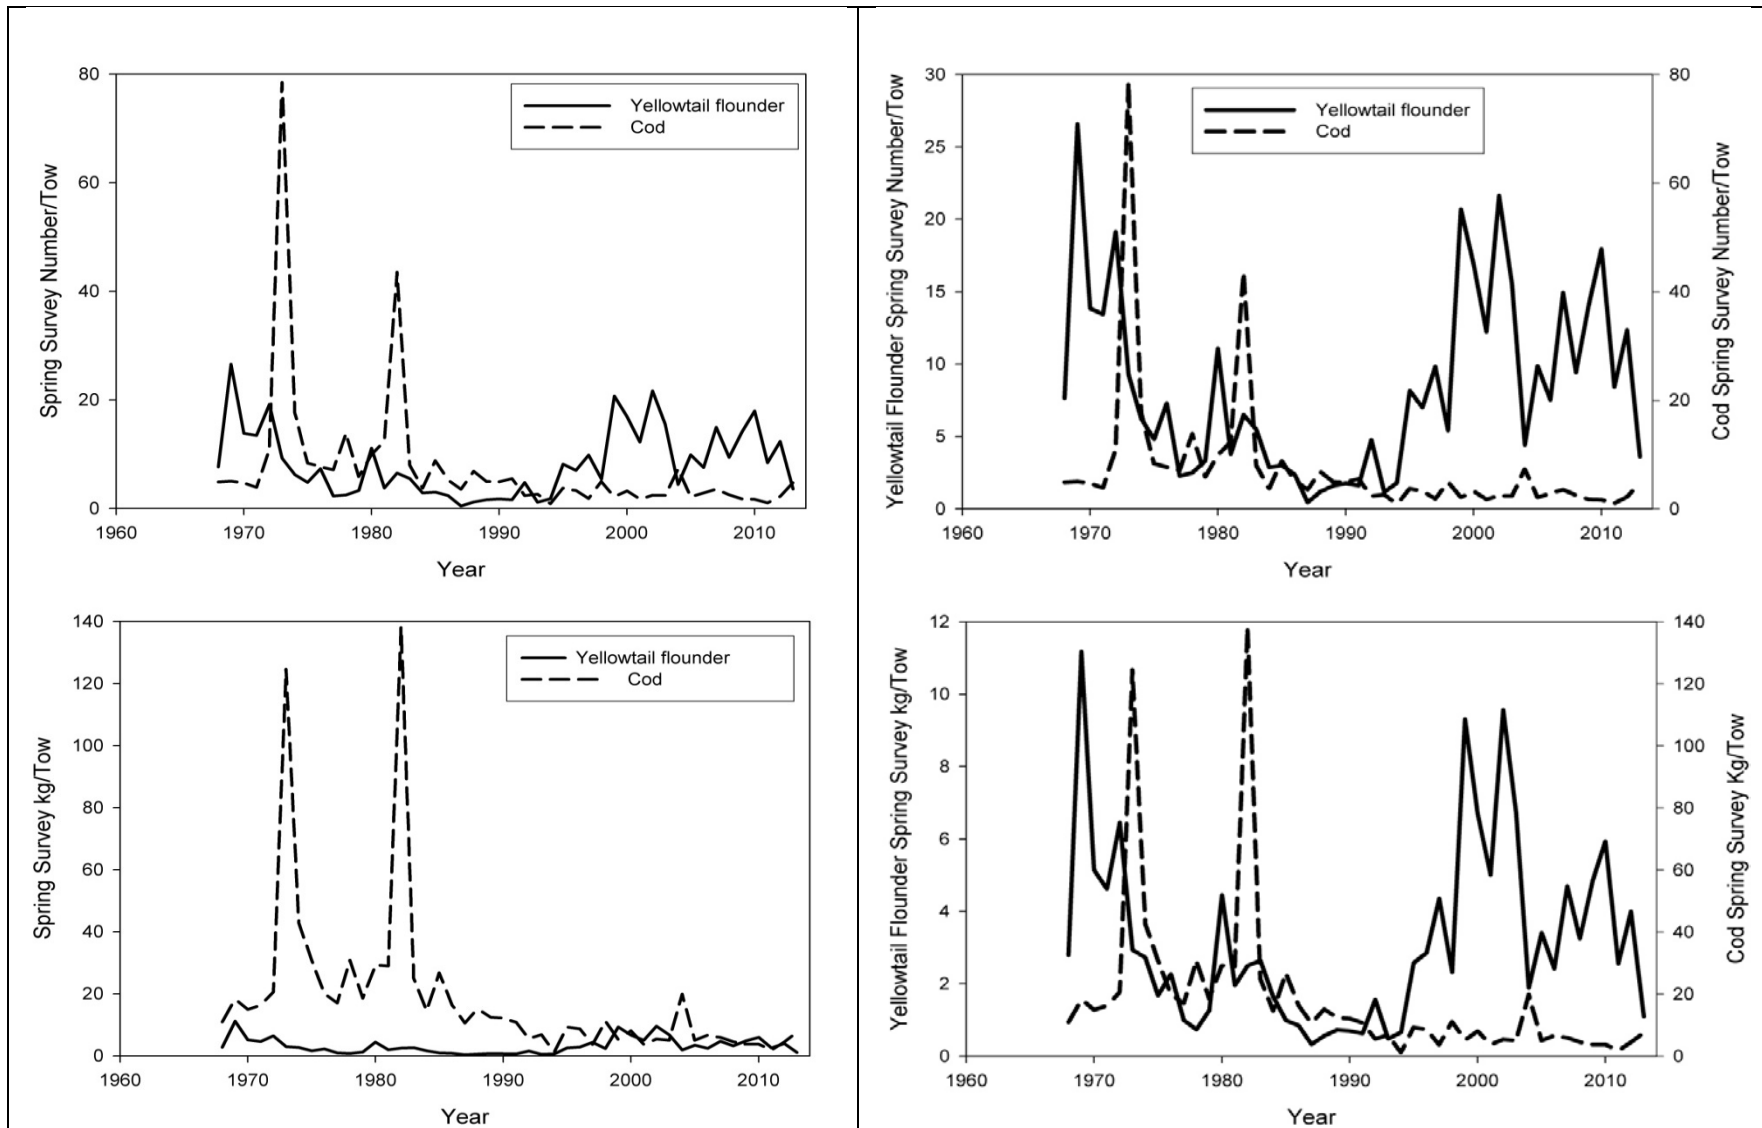 80
60
40
20
0
Spring Survey Number/Tow
Yellowtail flounder
Cod
1960 1970 1980 1990 2000 2010
Year
30
25
20
15
10
5
0
Yellowtail Flounder Spring Survey Number/Tow
Yellowtail flounder
Cod
80
60
40
20
0
Cod Spring Survey Number/Tow
1960 1970 1980 1990 2000 2010
Year
140
120
100
80
60
40
20
0
Spring Survey kg/Tow
Yellowtail flounder
Cod
1960 1970 1980 1990 2000 2010
Year
12
10
8
6
4
2
0
Yellowtail Flounder Spring Survey kg/Tow
140
120
100
80
60
40
20
0
Cod Spring Survey Kg/Tow
1960 1970 1980 1990 2000 2010
Year